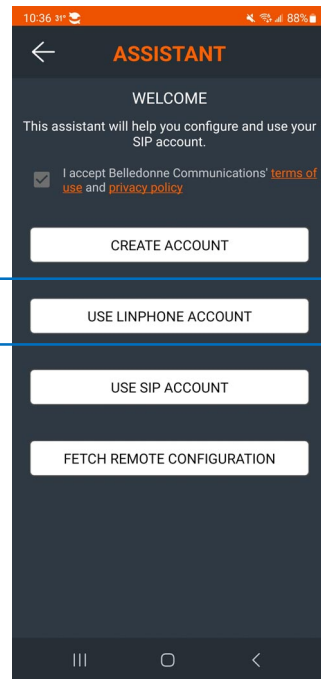 10:36 31° 88%
ASSISTANT
WELCOME
This assistant will help you configure and use your
SIP account.
I accept Belledonne Communications' terms of
use and privacy policy
CREATE ACCOUNT
USE LINPHONE ACCOUNT
USE SIP ACCOUNT
FETCH REMOTE CONFIGURATION